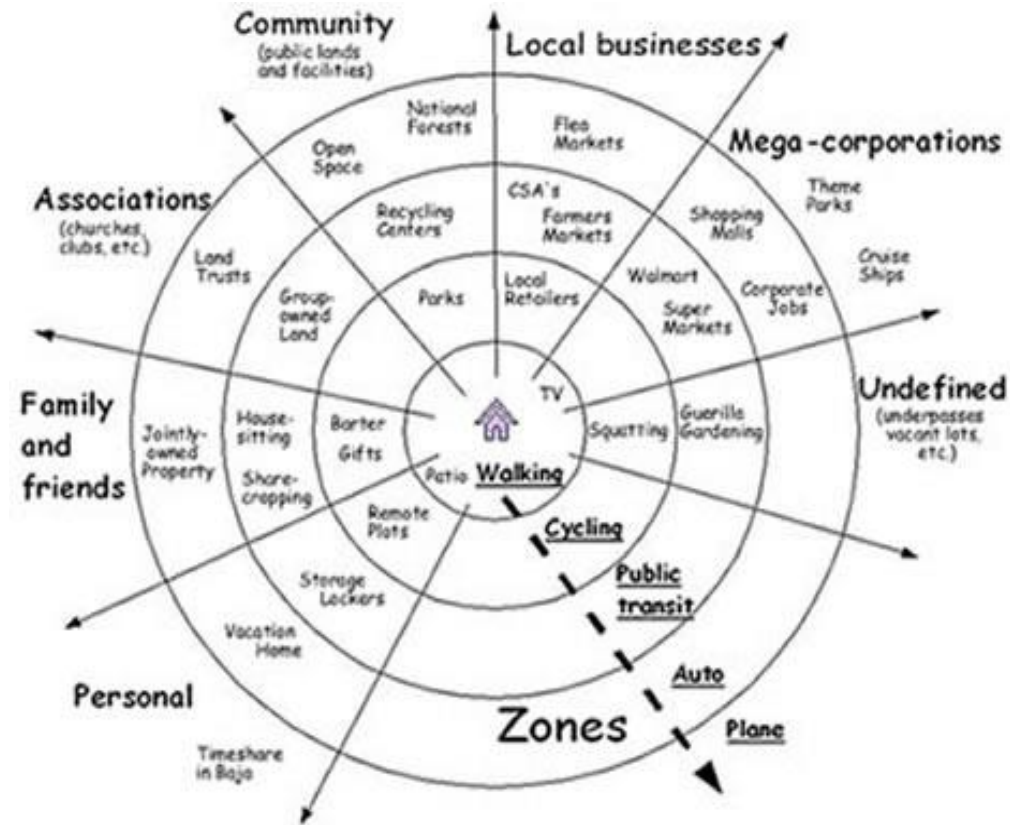 Community
(public lands
and facilities)
Local businesses
National
Forests
Flea
Markets
Open
Space
Mega-corporations
Theme
Parks
Associations
(churches,
clubs, etc.)
CSA's
Farmers
Markets
Recycling
Centers
Shopping
Malls
Land
Trusts
Cruise
Ships
Walmart
Corporate
Jobs
Group-
owned
Land
Parks
Local
Retailers
Super
Markets
TV
Undefined
(underpasses
vacant lots,
etc.)
Family
and
friends
Jointly-
owned
Property
House-
sitting
Share-
cropping
Barter
Gifts
Squatting
Guerilla
Gardening
Patio
Walking
Remote
Plots
Cycling
Storage
Lockers
Public
transit
Vacation
Home
Auto
Personal
Zones
Plane
Timeshare
in Baja